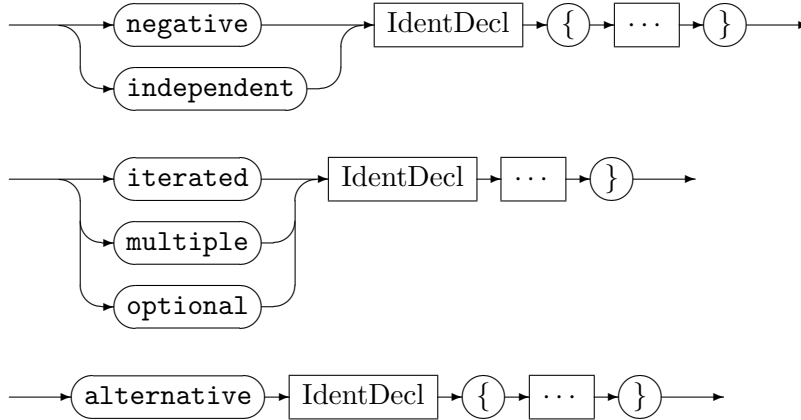 negative IdentDecl { ··· }
independent
iterated IdentDecl ··· }
multiple
optional
alternative IdentDecl { ··· }